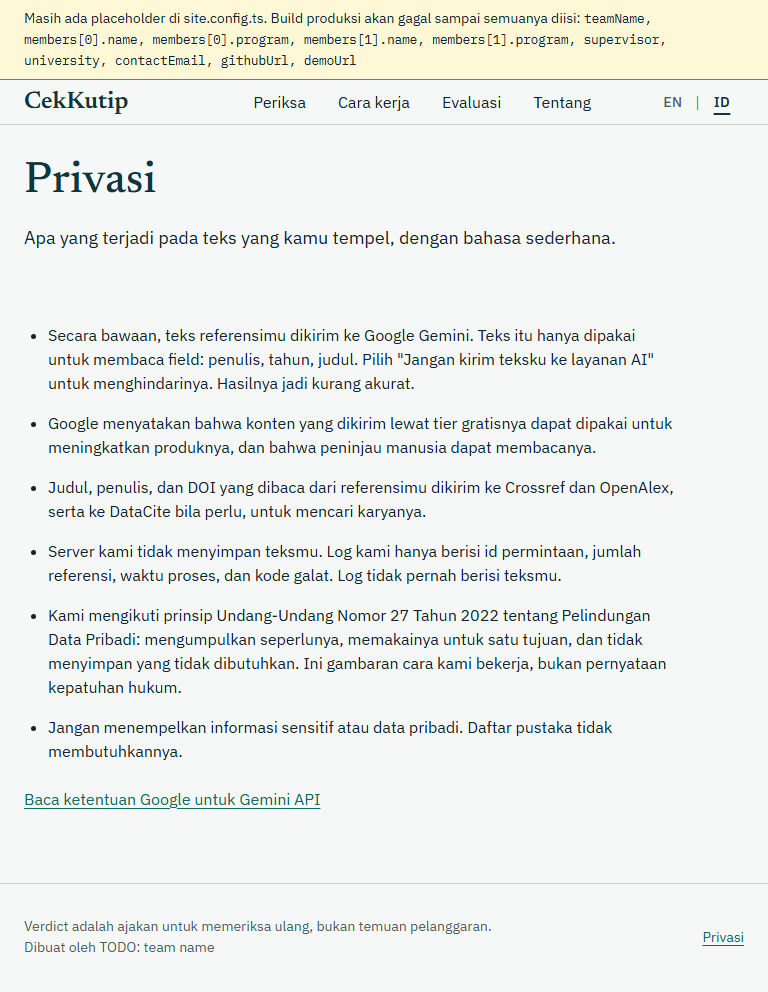 Masih ada placeholder di site.config.ts. Build produksi akan gagal sampai semuanya diisi: teamName,
members[0].name, members[0].program, members[1].name, members[1].program, supervisor,
university, contactEmail, githubUrl, demoUrl
CekKutip Periksa Cara kerja Evaluasi Tentang EN | ID
Privasi
Apa yang terjadi pada teks yang kamu tempel, dengan bahasa sederhana.
• Secara bawaan, teks referensimu dikirim ke Google Gemini. Teks itu hanya dipakai
untuk membaca field: penulis, tahun, judul. Pilih "Jangan kirim teksku ke layanan AI"
untuk menghindarinya. Hasilnya jadi kurang akurat.
• Google menyatakan bahwa konten yang dikirim lewat tier gratisnya dapat dipakai untuk
meningkatkan produknya, dan bahwa peninjau manusia dapat membacanya.
• Judul, penulis, dan DOI yang dibaca dari referensimu dikirim ke Crossref dan OpenAlex,
serta ke DataCite bila perlu, untuk mencari karyanya.
• Server kami tidak menyimpan teksmu. Log kami hanya berisi id permintaan, jumlah
referensi, waktu proses, dan kode galat. Log tidak pernah berisi teksmu.
• Kami mengikuti prinsip Undang-Undang Nomor 27 Tahun 2022 tentang Pelindungan
Data Pribadi: mengumpulkan seperlunya, memakainya untuk satu tujuan, dan tidak
menyimpan yang tidak dibutuhkan. Ini gambaran cara kami bekerja, bukan pernyataan
kepatuhan hukum.
• Jangan menempelkan informasi sensitif atau data pribadi. Daftar pustaka tidak
membutuhkannya.
Baca ketentuan Google untuk Gemini API
Verdict adalah ajakan untuk memeriksa ulang, bukan temuan pelanggaran.
Dibuat oleh TODO: team name
Privasi